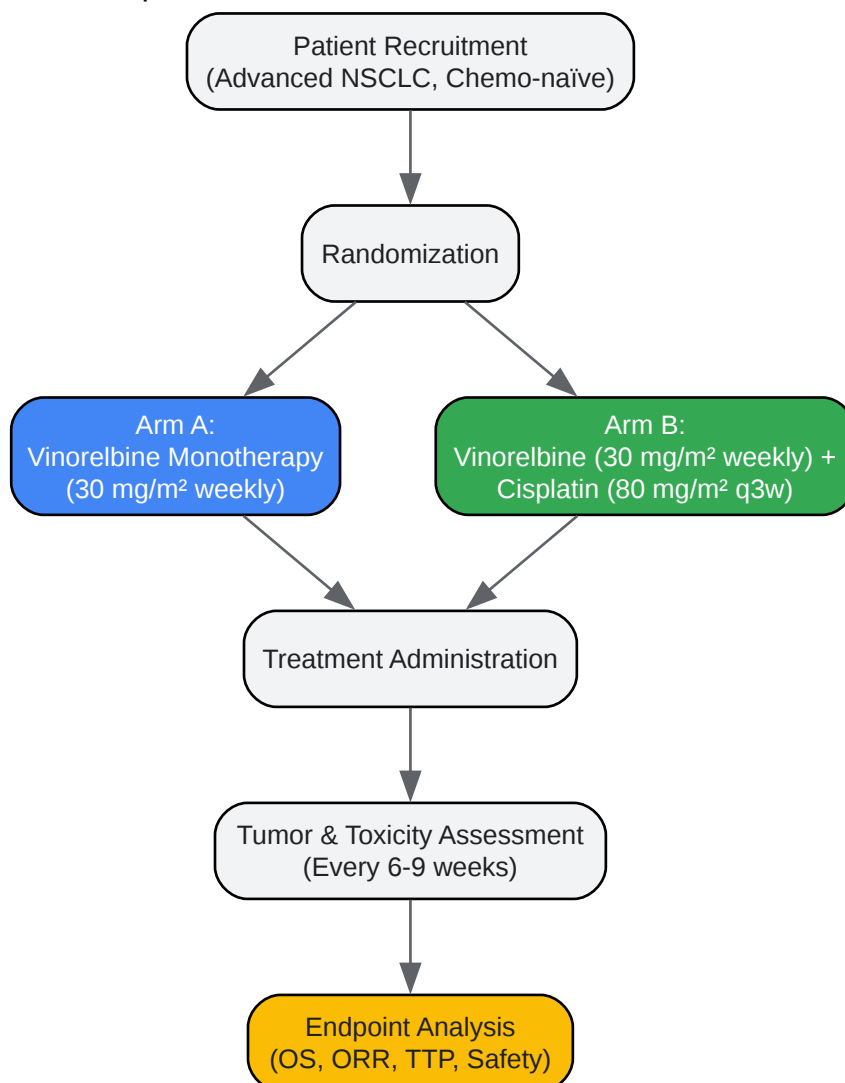 Patient Recruitment
(Advanced NSCLC, Chemo-naïve)
Randomization
Arm A:
Vinorelbine Monotherapy
(30 mg/m² weekly)
Arm B:
Vinorelbine (30 mg/m² weekly) +
Cisplatin (80 mg/m² q3w)
Treatment Administration
Tumor & Toxicity Assessment
(Every 6-9 weeks)
Endpoint Analysis
(OS, ORR, TTP, Safety)